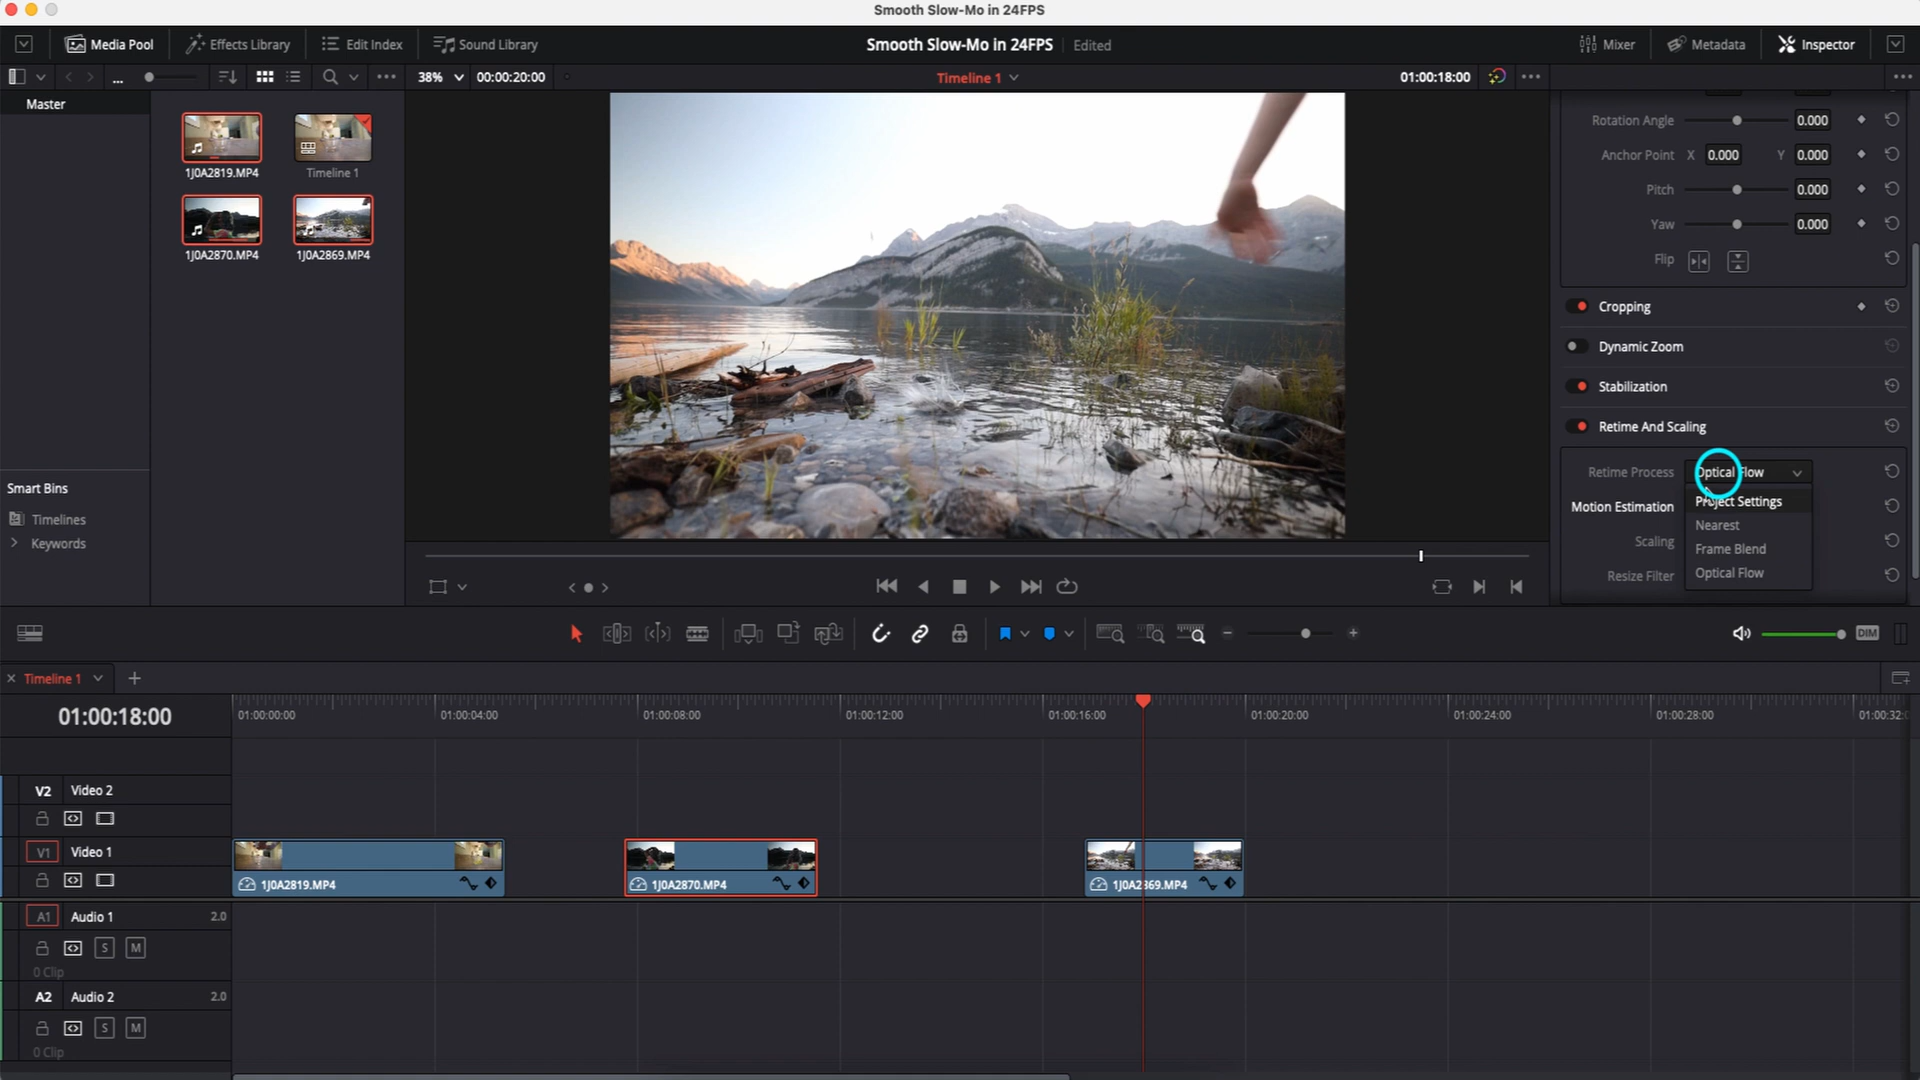 Smooth Slow-Mo in 24FPS
Media Pool
Effects Library
Edit Index
Sound Library
Smooth Slow-Mo in 24FPS
Edited
Mixer
Metadata
Inspector
...
38%
00:00:20:00
Timeline 1
01:00:18:00
Master
1J0A2819.MP4
Timeline 1
1J0A2870.MP4
1J0A2869.MP4
Smart Bins
Timelines
Keywords
Rotation Angle 0.000
Anchor Point X 0.000 Y 0.000
Pitch 0.000
Yaw 0.000
Flip
Cropping
Dynamic Zoom
Stabilization
Retime And Scaling
Retime Process Optical Flow
Project Settings
Motion Estimation
Nearest
Scaling
Frame Blend
Resize Filter
Optical Flow
DIM
Timeline 1
01:00:18:00
01:00:00:00
01:00:04:00
01:00:08:00
01:00:12:00
01:00:16:00
01:00:20:00
01:00:24:00
01:00:28:00
V2 Video 2
V1 Video 1
1J0A2819.MP4
1J0A2870.MP4
1J0A2869.MP4
A1 Audio 1 2.0
S M
0 Clip
A2 Audio 2 2.0
S M
0 Clip